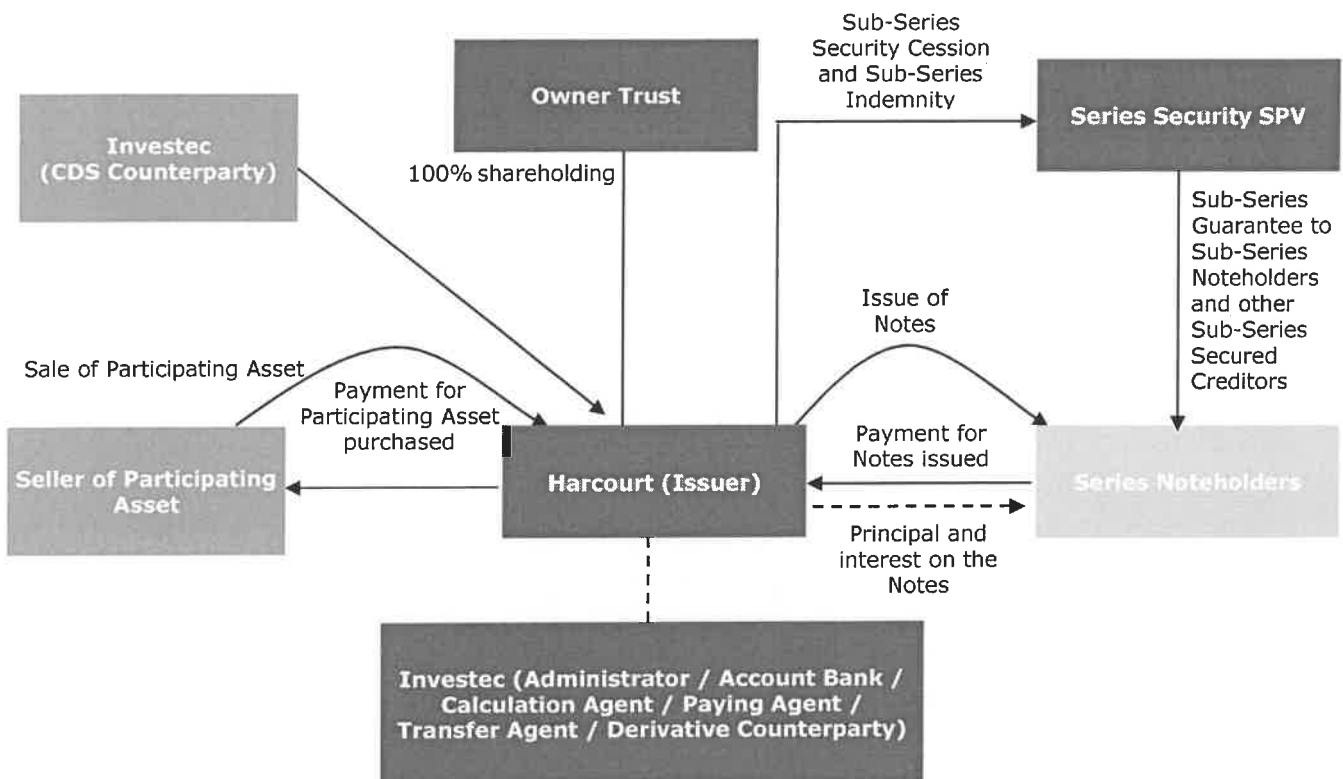 Sub-Series
Security Cession
and Sub-Series
Indemnity
Owner Trust
Series Security SPV
Investec
(CDS Counterparty)
100% shareholding
Sub-Series
Guarantee to
Sub-Series
Noteholders
and other
Sub-Series
Secured
Creditors
Issue of
Notes
Sale of Participating Asset
Payment for
Participating Asset
purchased
Payment for
Notes issued
Seller of Participating
Asset
Harcourt (Issuer)
Series Noteholders
Principal and
interest on the
Notes
Investec (Administrator / Account Bank /
Calculation Agent / Paying Agent /
Transfer Agent / Derivative Counterparty)